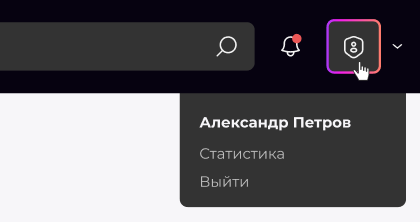 Александр Петров
Статистика
Выйти